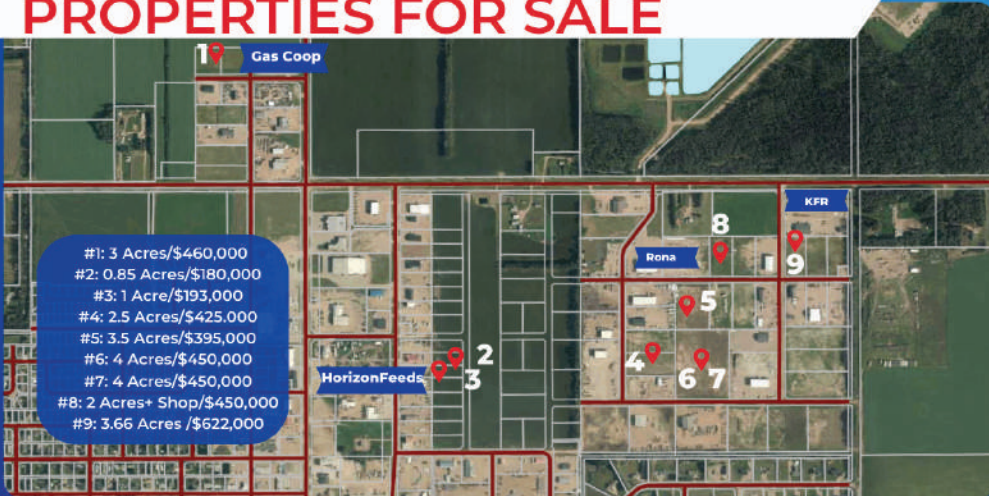 PROPERTIES FOR SALE
1
Gas Coop
KFR
8
Rona
9
5
#1: 3 Acres/$460,000
#2: 0.85 Acres/$180,000
#3: 1 Acre/$193,000
#4: 2.5 Acres/$425.000
#5: 3.5 Acres/$395,000
#6: 4 Acres/$450,000
#7: 4 Acres/$450,000
#8: 2 Acres+ Shop/$450,000
#9: 3.66 Acres /$622,000
HorizonFeeds
2
3
4
6 7